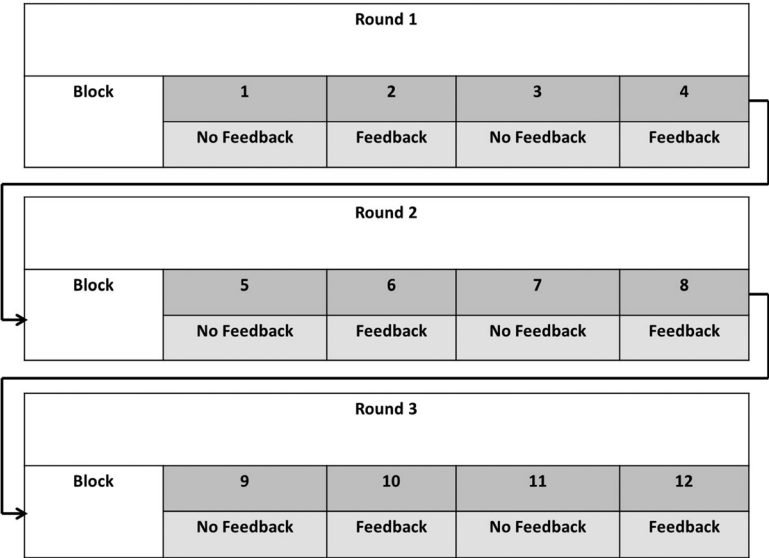 Round 1
Block 1 2 3 4
No Feedback Feedback No Feedback Feedback
Round 2
Block 5 6 7 8
No Feedback Feedback No Feedback Feedback
Round 3
Block 9 10 11 12
No Feedback Feedback No Feedback Feedback